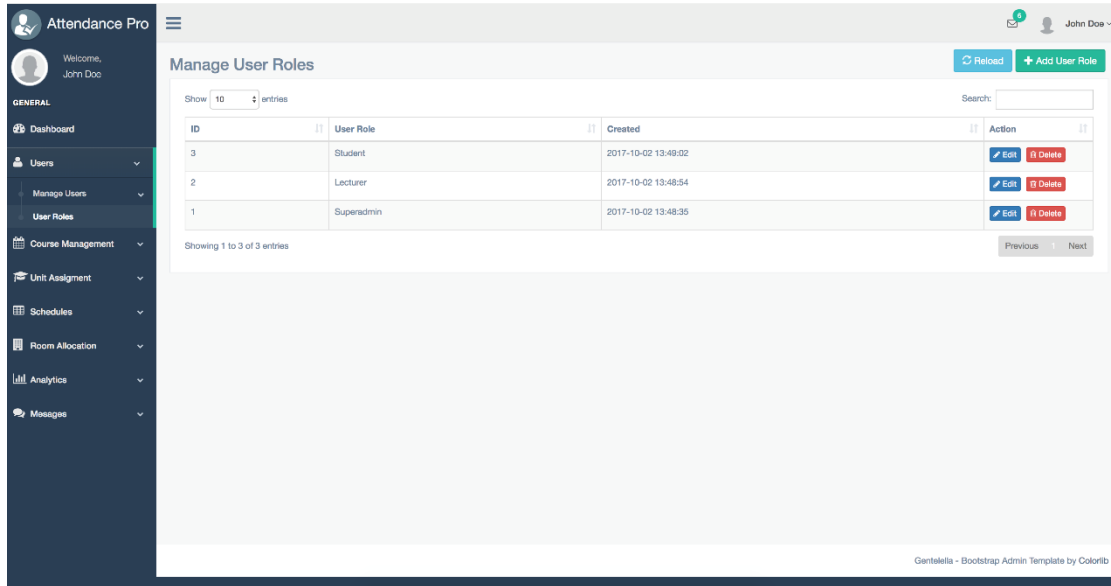 Attendance Pro
6
John Doe
Welcome,
John Doe
GENERAL
Dashboard
Users
Manage Users
User Roles
Course Management
Unit Assigment
Schedules
Room Allocation
Analytics
Mesages
Manage User Roles
Reload
Add User Role
Show 10 entries
Search:
ID User Role Created Action
3 Student 2017-10-02 13:49:02 Edit Delete
2 Lecturer 2017-10-02 13:48:54 Edit Delete
1 Superadmin 2017-10-02 13:48:35 Edit Delete
Showing 1 to 3 of 3 entries
Previous 1 Next
Gentelella - Bootstrap Admin Template by Colorlib